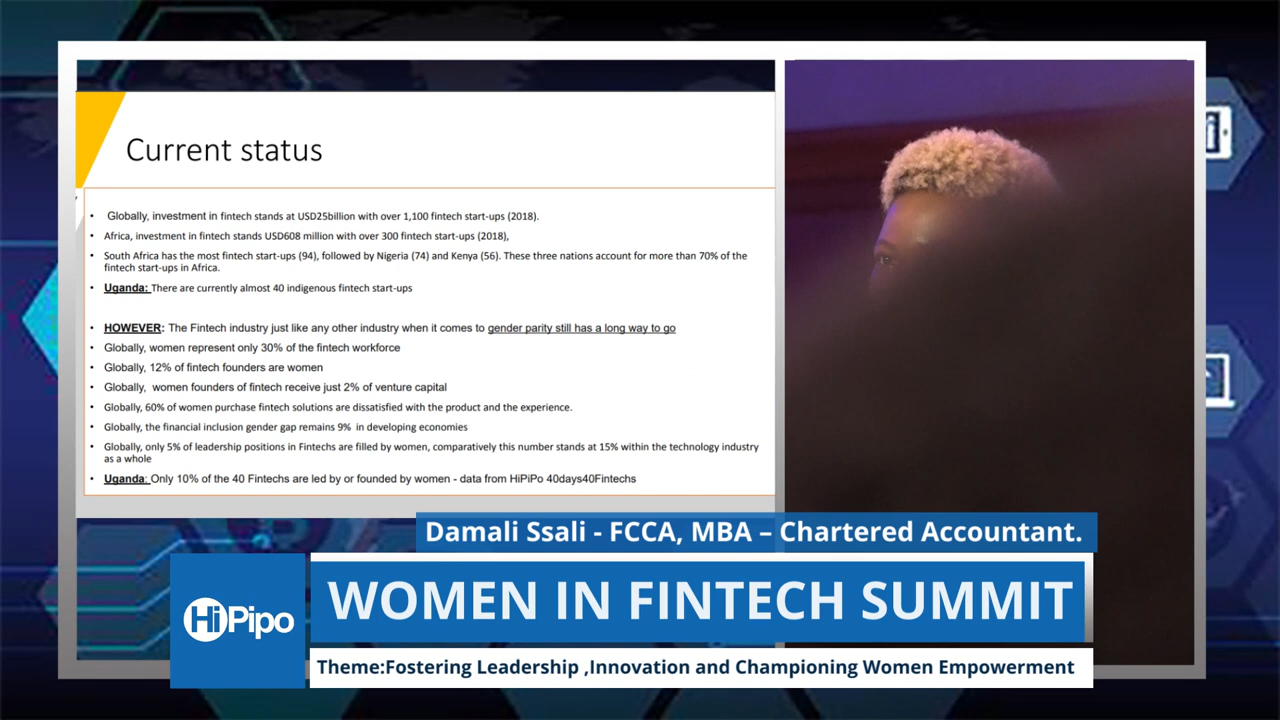 Current status
• Globally, investment in fintech stands at USD25billion with over 1,100 fintech start-ups (2018).
• Africa, investment in fintech stands USD608 million with over 300 fintech start-ups (2018),
• South Africa has the most fintech start-ups (94), followed by Nigeria (74) and Kenya (56). These three nations account for more than 70% of the
fintech start-ups in Africa.
• Uganda: There are currently almost 40 indigenous fintech start-ups
• HOWEVER: The Fintech industry just like any other industry when it comes to gender parity still has a long way to go
• Globally, women represent only 30% of the fintech workforce
• Globally, 12% of fintech founders are women
• Globally, women founders of fintech receive just 2% of venture capital
• Globally, 60% of women purchase fintech solutions are dissatisfied with the product and the experience.
• Globally, the financial inclusion gender gap remains 9% in developing economies
• Globally, only 5% of leadership positions in Fintechs are filled by women, comparatively this number stands at 15% within the technology industry
as a whole
• Uganda: Only 10% of the 40 Fintechs are led by or founded by women - data from HiPiPo 40days40Fintechs
Damali Ssali - FCCA, MBA – Chartered Accountant.
HiPipo
WOMEN IN FINTECH SUMMIT
Theme:Fostering Leadership ,Innovation and Championing Women Empowerment